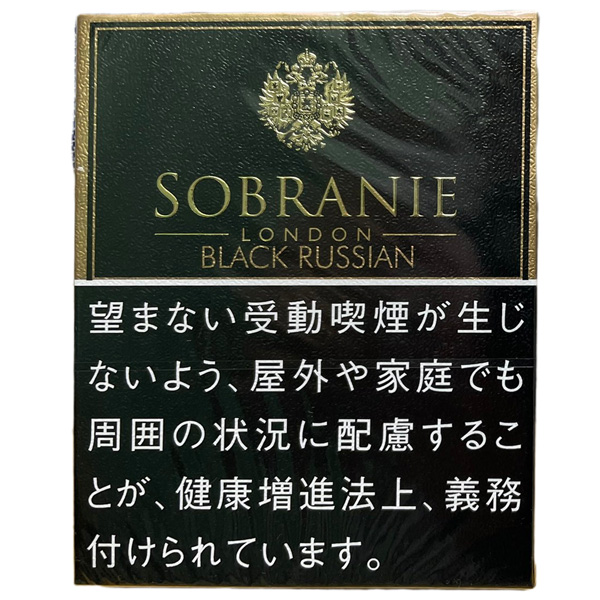 SOBRANIE
LONDON
BLACK RUSSIAN
望まない受動喫煙が生じ
ないよう、屋外や家庭でも
周囲の状況に配慮するこ
とが、健康増進法上、義務
付けられています。